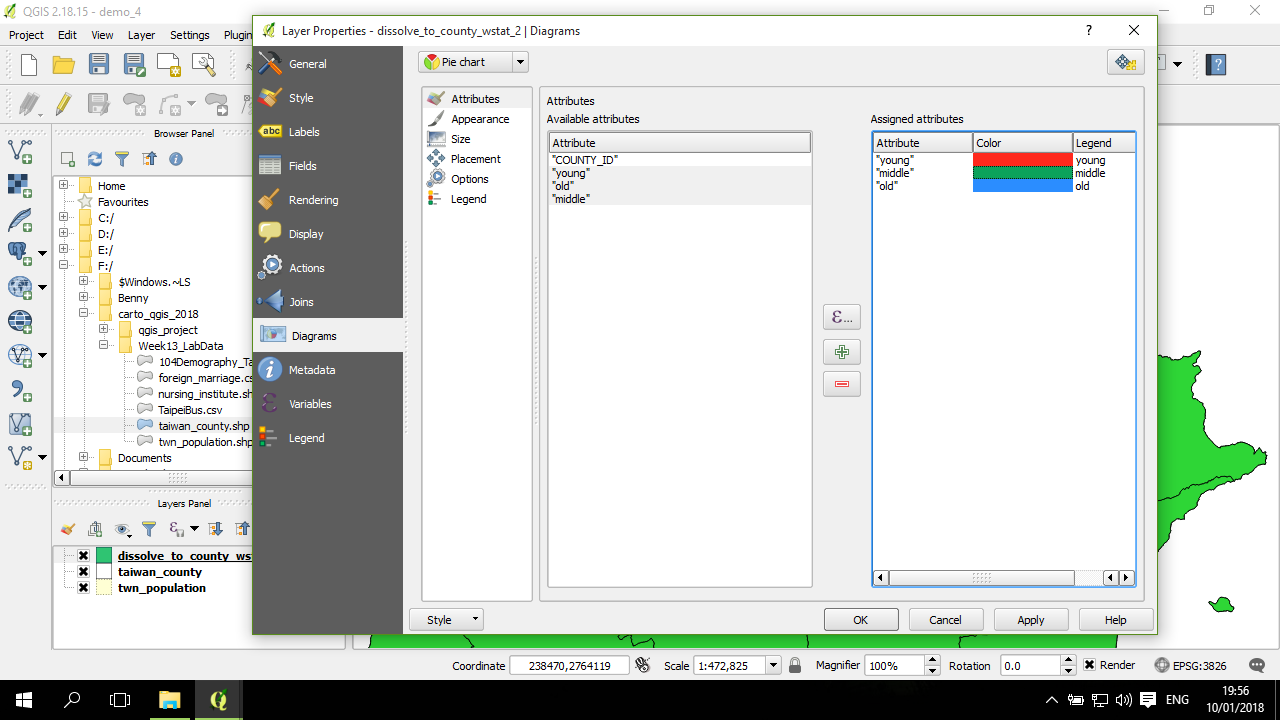 QGIS 2.18.15 - demo_4
Project Edit View Layer Settings Plugin
Browser Panel
Home
Favourites
C:/
D:/
E:/
F:/
$Windows.~LS
Benny
carto_qgis_2018
qgis_project
Week13_LabData
104Demography_Ta
foreign_marriage.cs
nursing_institute.sh
TaipeiBus.csv
taiwan_county.shp
twn_population.shp
Documents
Layers Panel
dissolve_to_county_ws
taiwan_county
twn_population
Layer Properties - dissolve_to_county_wstat_2 | Diagrams
?
General
Style
abc Labels
Fields
Rendering
Display
Actions
Joins
Diagrams
Metadata
Variables
Legend
Pie chart
Attributes
Appearance
Size
Placement
Options
Legend
Attributes
Available attributes
Attribute
"COUNTY_ID"
"young"
"old"
"middle"
ε...
Assigned attributes
Attribute Color Legend
"young" young
"middle" middle
"old" old
Style OK Cancel Apply Help
Coordinate 238470,2764119 Scale 1:472,825 Magnifier 100% Rotation 0.0 Render EPSG:3826
ENG
19:56
10/01/2018